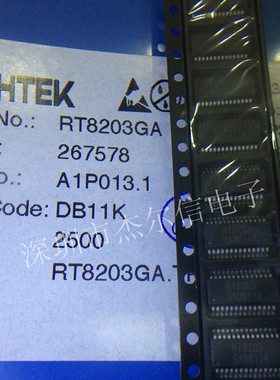 HTEK
No.: RT8203GA
: 267578
o.: A1P013.1
Code: DB11K
2500
RT8203GA.T
深圳市杰尔信电子